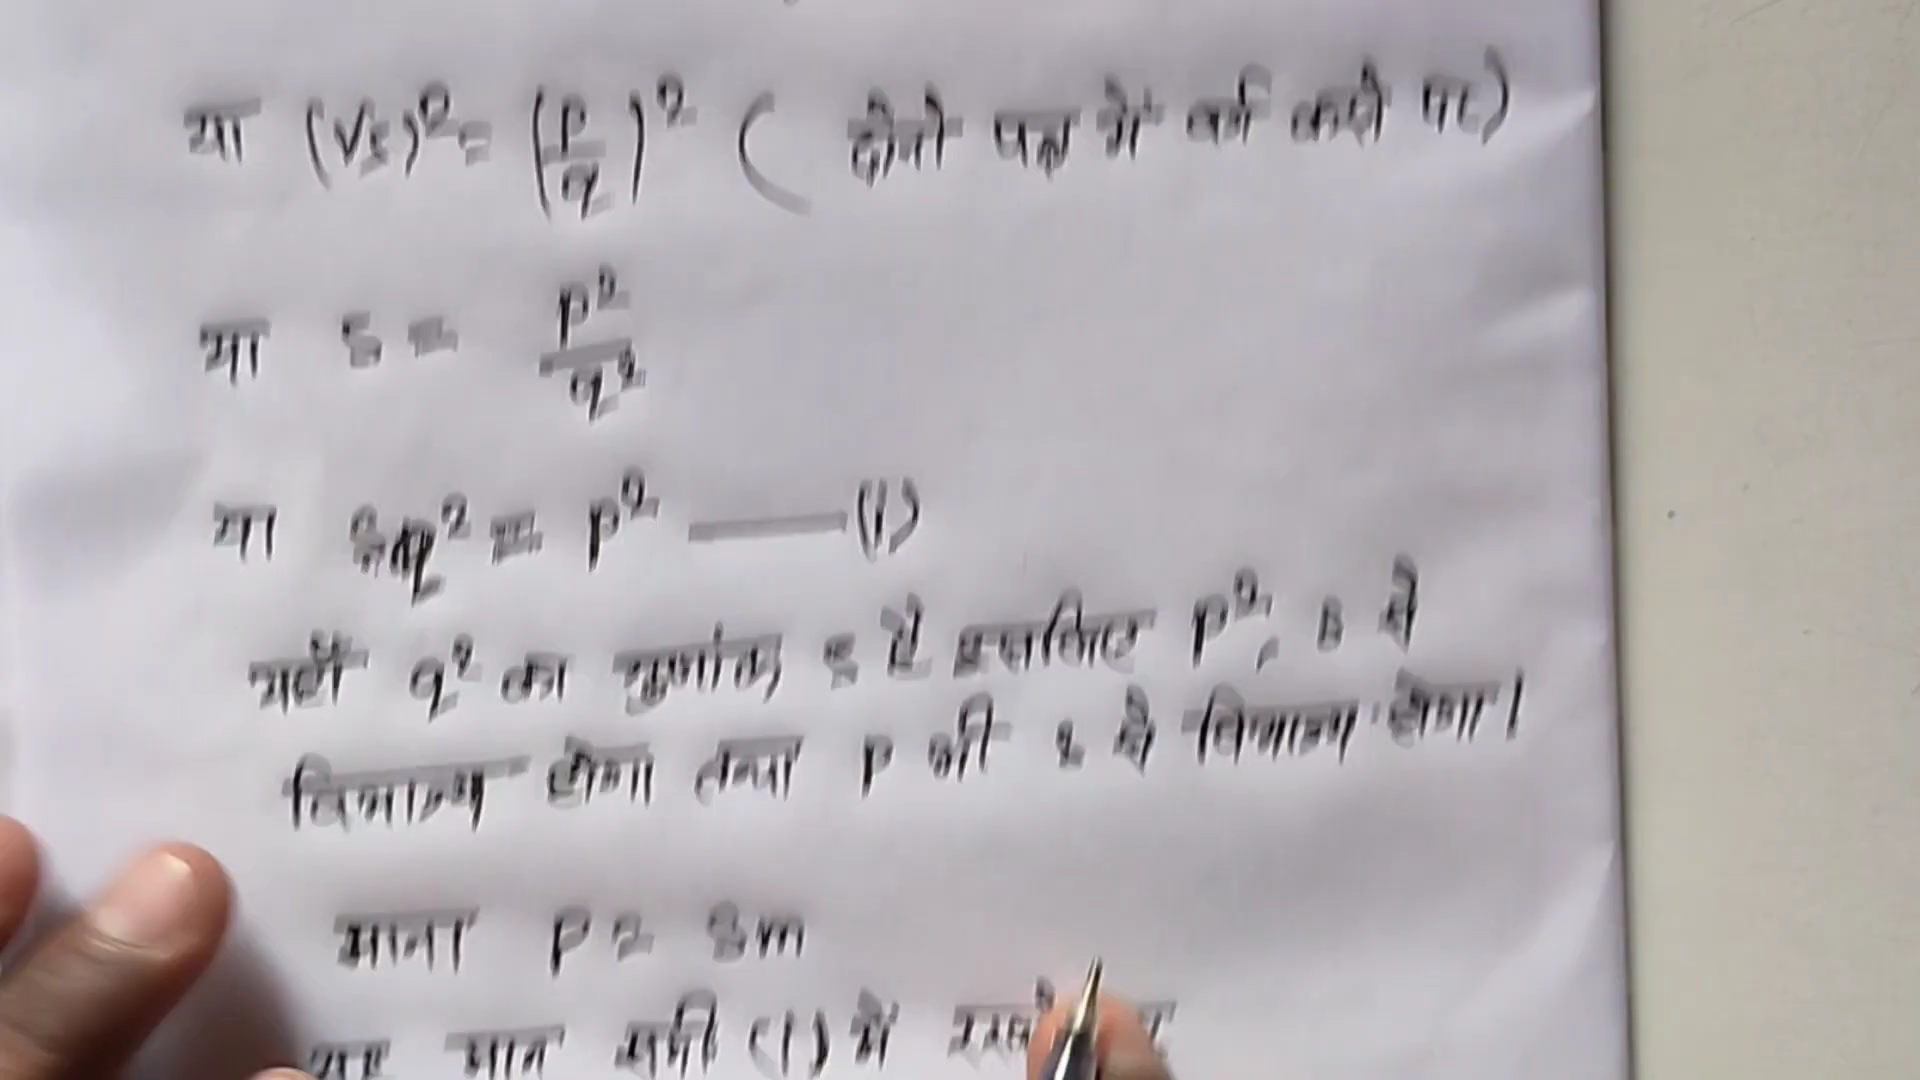 या (√5)² = (p/q)² ( दोनो पक्ष में वर्ग करने पर)
या 5 = p²/q²
या 5q² = p² —— (1)
यहाँ q² का गुणांक 5 है इसलिए p², 5 से
विभाज्य होगा तथा p भी 5 से विभाज्य होगा।
माना p = 5m
यह मान समी (1) में रखने